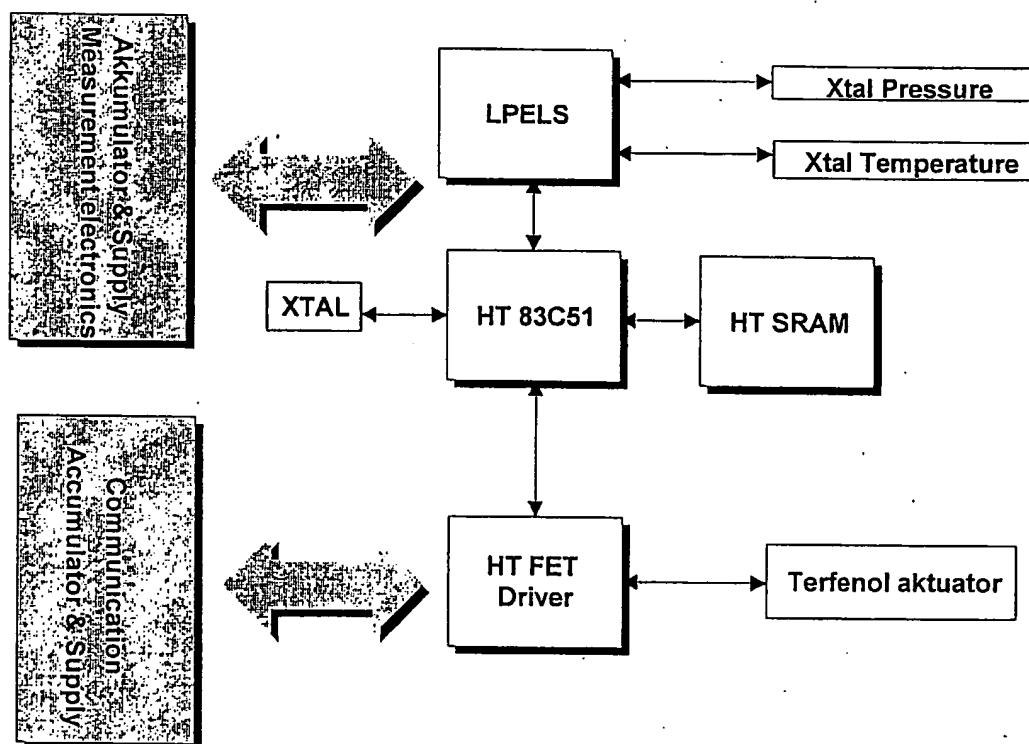 Akkumulator & Supply
Measurement electronics
LPELS
Xtal Pressure
Xtal Temperature
XTAL
HT 83C51
HT SRAM
Communication
Accumulator & Supply
HT FET
Driver
Terfenol aktuator